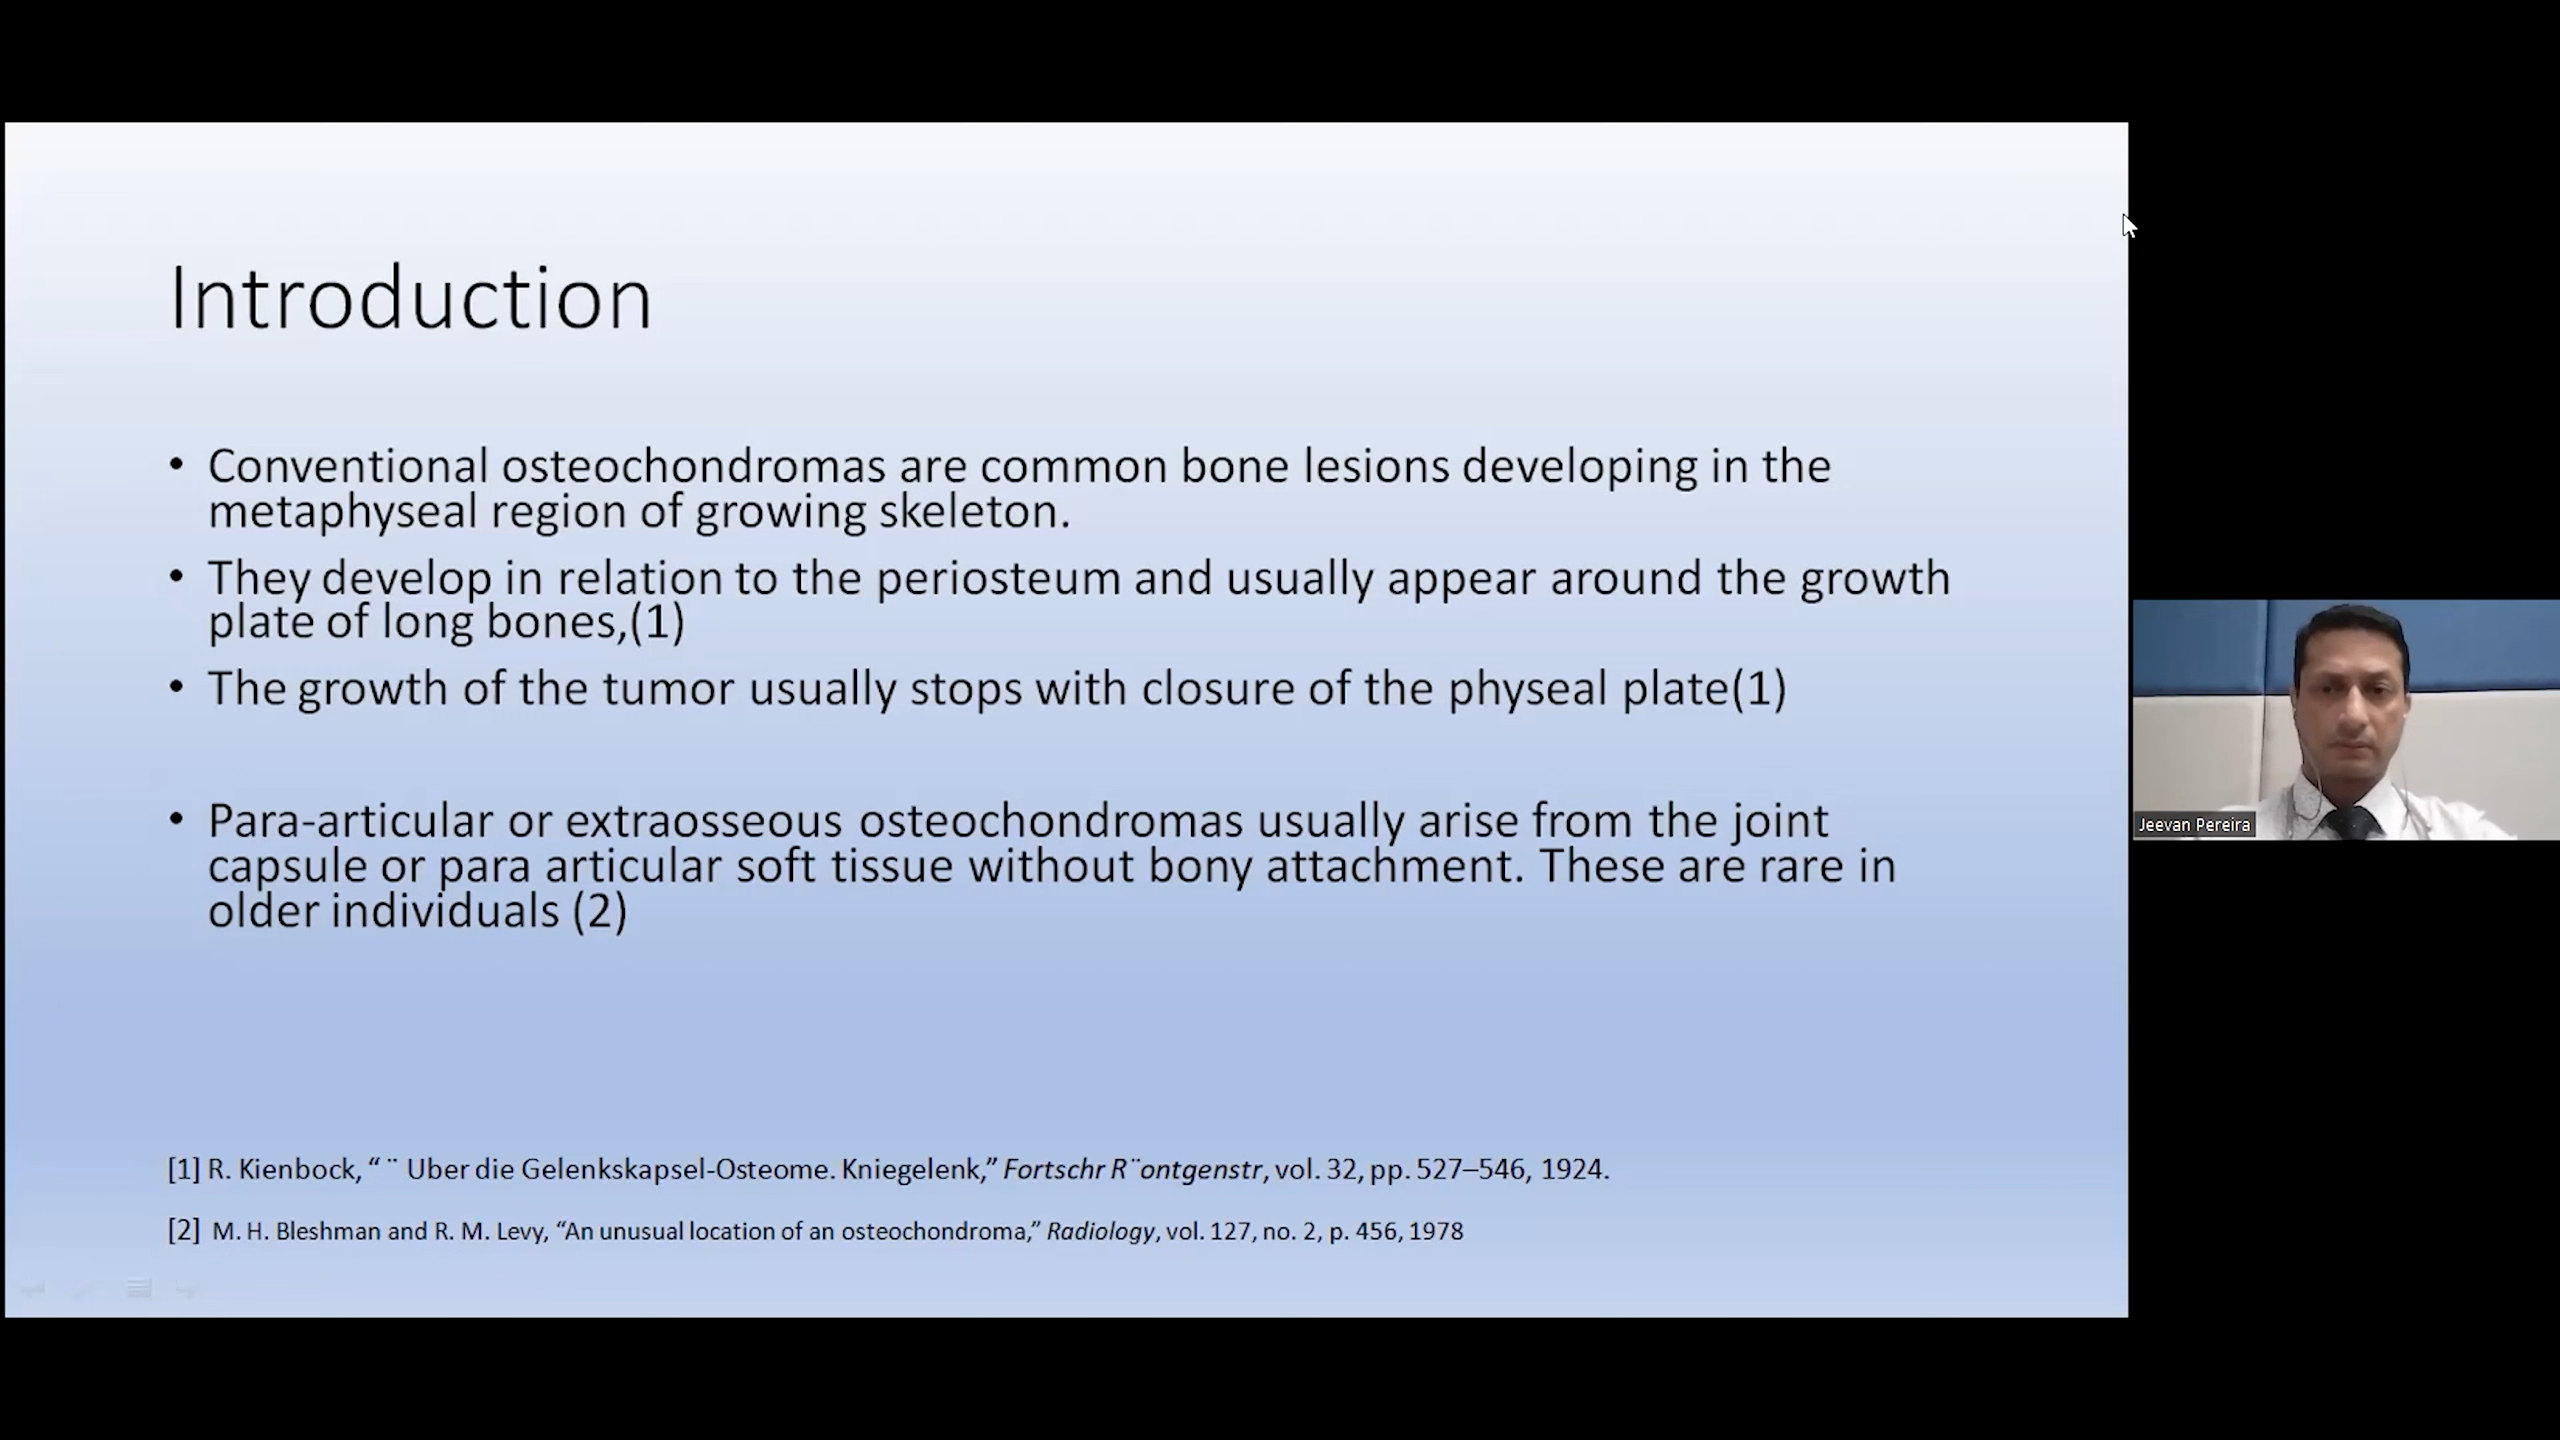 Introduction
• Conventional osteochondromas are common bone lesions developing in the
metaphyseal region of growing skeleton.
• They develop in relation to the periosteum and usually appear around the growth
plate of long bones,(1)
• The growth of the tumor usually stops with closure of the physeal plate(1)
• Para-articular or extraosseous osteochondromas usually arise from the joint
capsule or para articular soft tissue without bony attachment. These are rare in
older individuals (2)
[1] R. Kienbock, “ ¨ Uber die Gelenkskapsel-Osteome. Kniegelenk,” Fortschr R¨ontgenstr, vol. 32, pp. 527–546, 1924.
[2] M. H. Bleshman and R. M. Levy, “An unusual location of an osteochondroma,” Radiology, vol. 127, no. 2, p. 456, 1978
Jeevan Pereira